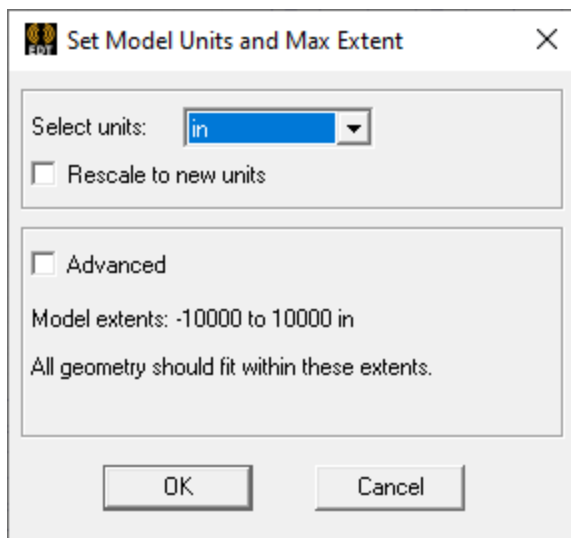 EDT Set Model Units and Max Extent
Select units: in
Rescale to new units
Advanced
Model extents: -10000 to 10000 in
All geometry should fit within these extents.
OK Cancel